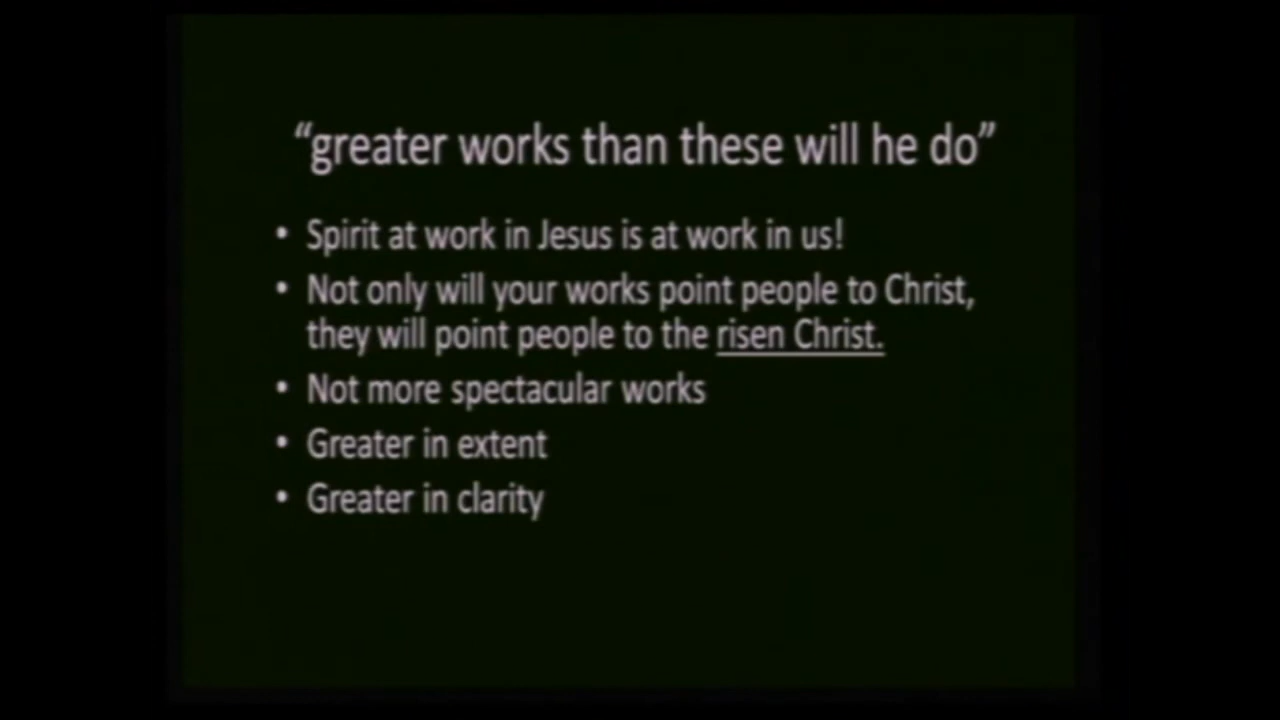 “greater works than these will he do”
• Spirit at work in Jesus is at work in us!
• Not only will your works point people to Christ,
they will point people to the risen Christ.
• Not more spectacular works
• Greater in extent
• Greater in clarity